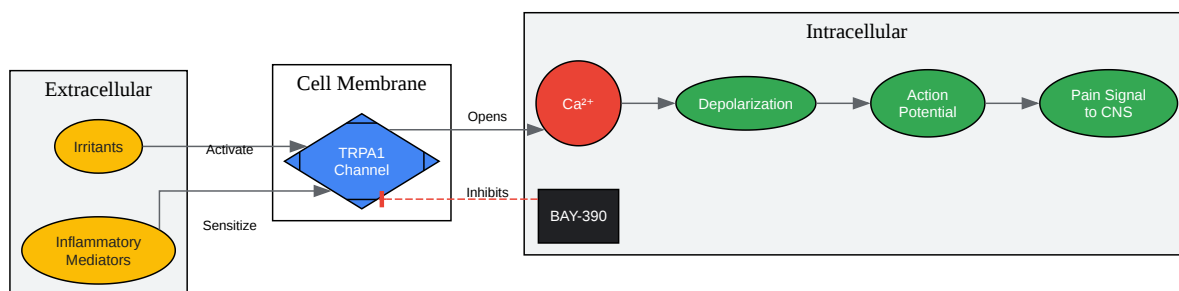 Extracellular
Irritants
Inflammatory
Mediators
Activate
Sensitize
Cell Membrane
TRPA1
Channel
Opens
Inhibits
Intracellular
Ca²⁺
Depolarization
Action
Potential
Pain Signal
to CNS
BAY-390